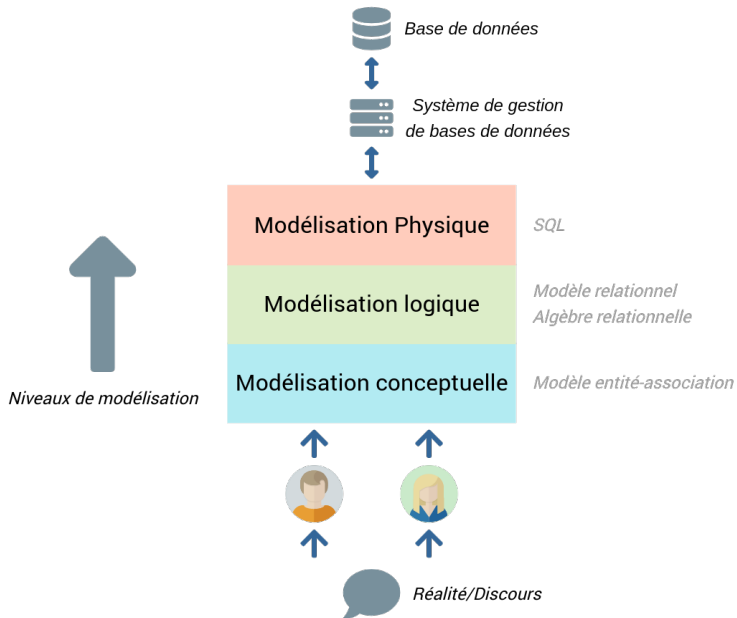 Base de données
Système de gestion
de bases de données
Modélisation Physique
SQL
Modélisation logique
Modèle relationnel
Algèbre relationnelle
Modélisation conceptuelle
Modèle entité-association
Niveaux de modélisation
Réalité/Discours